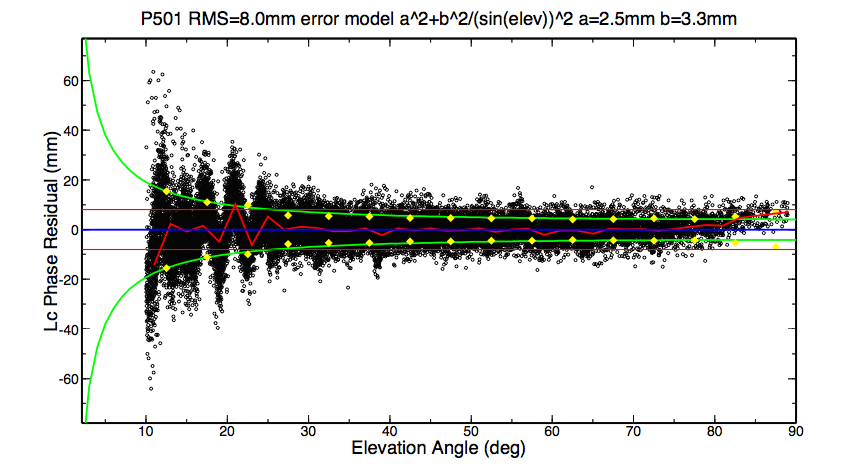 P501 RMS=8.0mm error model a^2+b^2/(sin(elev))^2 a=2.5mm b=3.3mm
Lc Phase Residual (mm)
60
40
20
0
-20
-40
-60
10 20 30 40 50 60 70 80 90
Elevation Angle (deg)